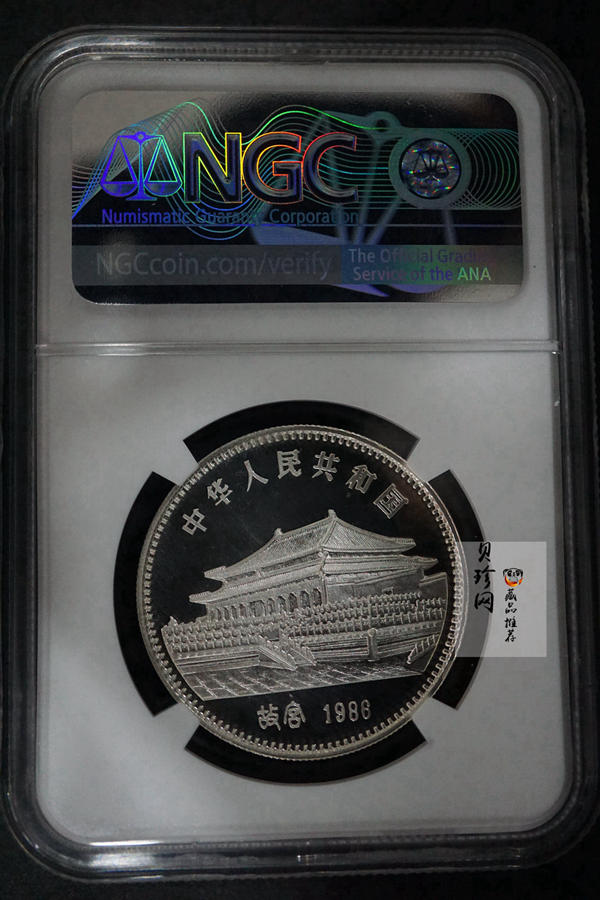 NGC
Numismatic Guaranty Corporation
NGCcoin.com/verify
The Official Grading
Service of the ANA
中华人民共和国
故宫 1986
贝珍网
藏品
推荐